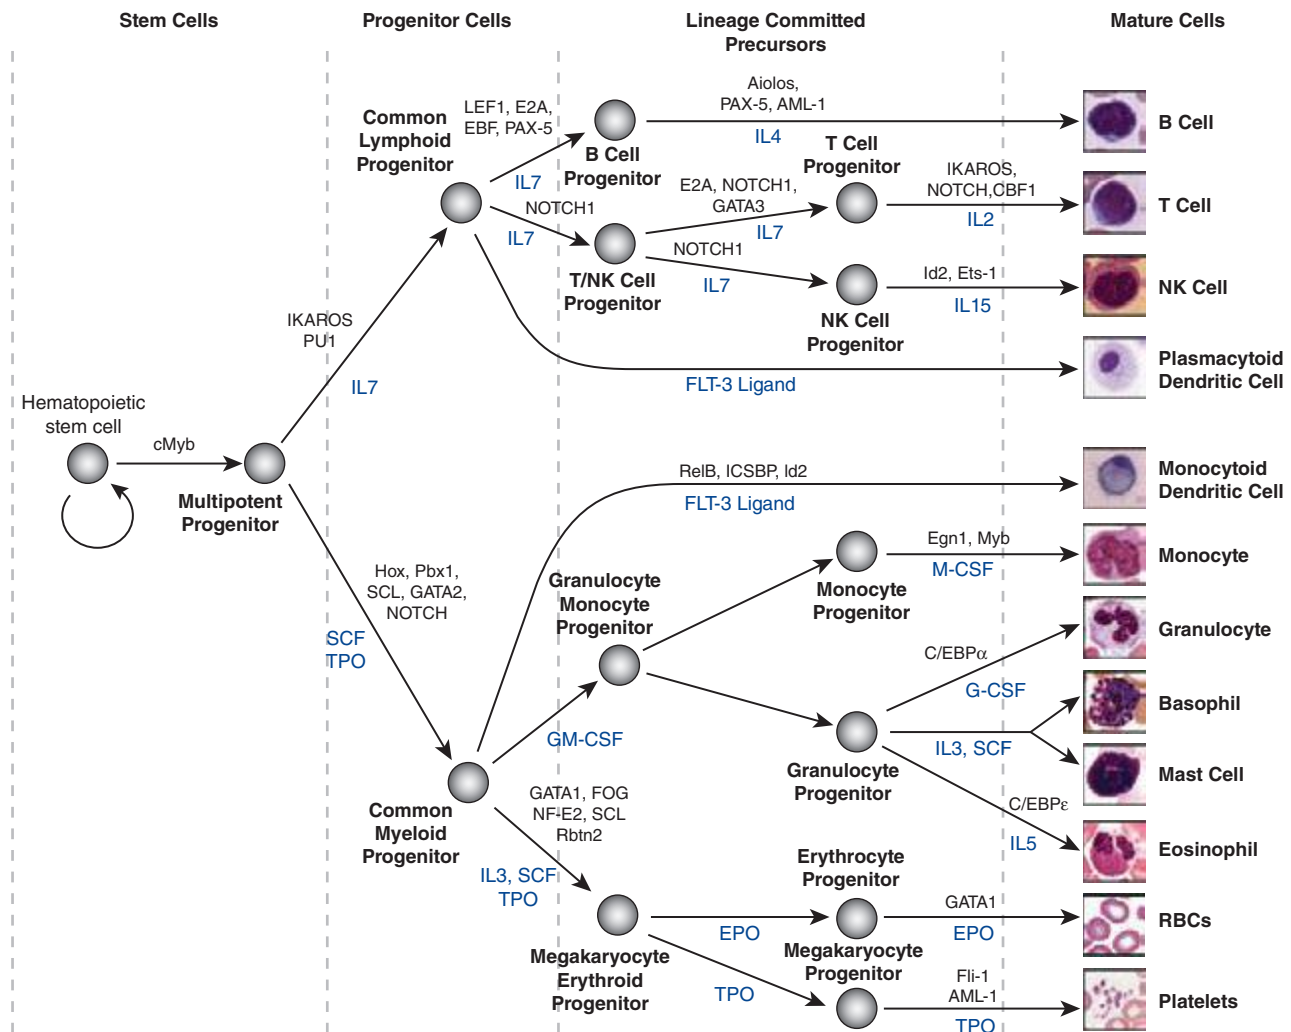 Stem Cells
Progenitor Cells
Lineage Committed
Precursors
Mature Cells
Hematopoietic
stem cell
cMyb
Multipotent
Progenitor
IKAROS
PU1
IL7
Hox, Pbx1,
SCL, GATA2,
NOTCH
SCF
TPO
Common
Lymphoid
Progenitor
LEF1, E2A,
EBF, PAX-5
IL7
B Cell
Progenitor
Aiolos,
PAX-5, AML-1
IL4
B Cell
NOTCH1
IL7
T/NK Cell
Progenitor
E2A, NOTCH1,
GATA3
IL7
T Cell
Progenitor
IKAROS,
NOTCH,CBF1
IL2
T Cell
NOTCH1
IL7
NK Cell
Progenitor
Id2, Ets-1
IL15
NK Cell
FLT-3 Ligand
Plasmacytoid
Dendritic Cell
RelB, ICSBP, Id2
FLT-3 Ligand
Monocytoid
Dendritic Cell
Common
Myeloid
Progenitor
GM-CSF
Granulocyte
Monocyte
Progenitor
Monocyte
Progenitor
Egn1, Myb
M-CSF
Monocyte
Granulocyte
Progenitor
C/EBPα
G-CSF
Granulocyte
IL3, SCF
Basophil
Mast Cell
C/EBPε
IL5
Eosinophil
GATA1, FOG
NF-E2, SCL
Rbtn2
IL3, SCF
TPO
Megakaryocyte
Erythroid
Progenitor
EPO
Erythrocyte
Progenitor
GATA1
EPO
RBCs
TPO
Megakaryocyte
Progenitor
Fli-1
AML-1
TPO
Platelets